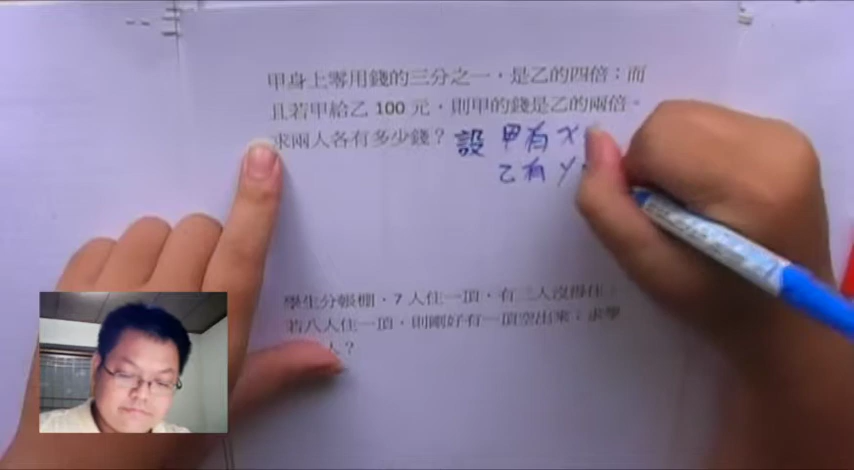 甲身上零用錢的三分之一，是乙的四倍；而
且若甲給乙 100 元，則甲的錢是乙的兩倍。
求兩人各有多少錢？ 設 甲有 X
乙有 y
學生分帳棚，7 人住一頂，有二人沒得住；
若八人住一頂，則剛好有一頂空出來；求學
人？